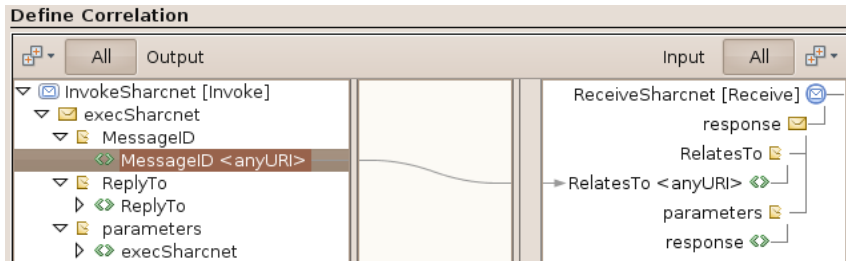 Define Correlation
All Output Input All
InvokeSharcnet [Invoke] ReceiveSharcnet [Receive]
execSharcnet response
MessageID RelatesTo
MessageID <anyURI> RelatesTo <anyURI>
ReplyTo parameters
ReplyTo response
parameters
execSharcnet